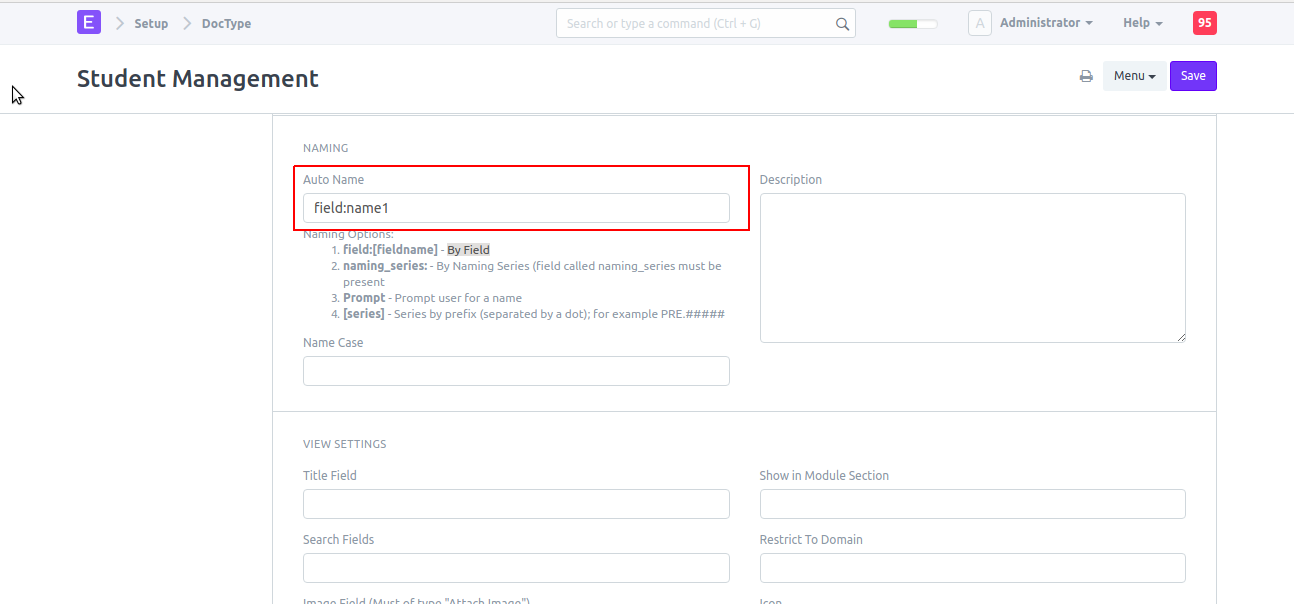 E Setup DocType Search or type a command (Ctrl + G) A Administrator Help 95
Student Management Menu Save
NAMING
Auto Name
field:name1
Naming Options:
1. field:[fieldname] - By Field
2. naming_series: - By Naming Series (field called naming_series must be
present
3. Prompt - Prompt user for a name
4. [series] - Series by prefix (separated by a dot); for example PRE.#####
Name Case
Description
VIEW SETTINGS
Title Field
Show in Module Section
Search Fields
Restrict To Domain
Image Field (Must of type "Attach Image")
Icon